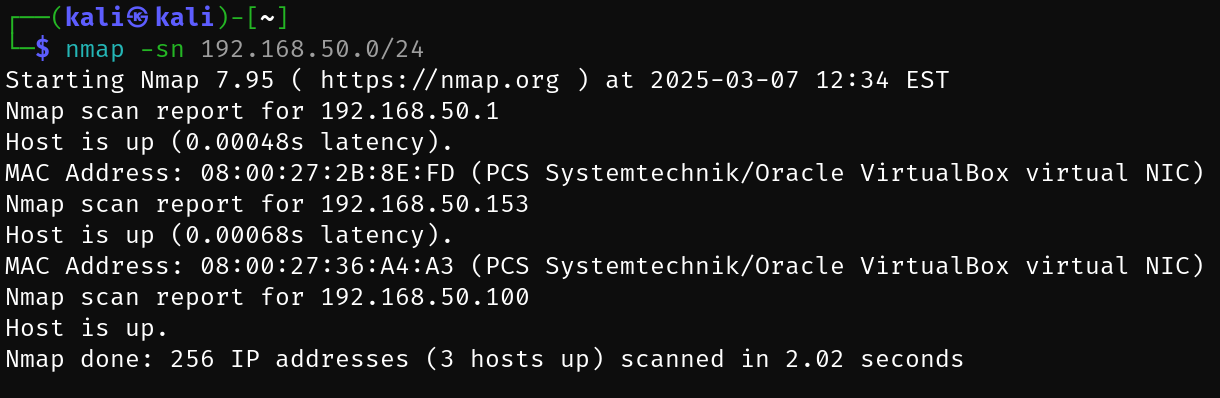 ┌──(kali㉿kali)-[~]
└─$ nmap -sn 192.168.50.0/24
Starting Nmap 7.95 ( https://nmap.org ) at 2025-03-07 12:34 EST
Nmap scan report for 192.168.50.1
Host is up (0.00048s latency).
MAC Address: 08:00:27:2B:8E:FD (PCS Systemtechnik/Oracle VirtualBox virtual NIC)
Nmap scan report for 192.168.50.153
Host is up (0.00068s latency).
MAC Address: 08:00:27:36:A4:A3 (PCS Systemtechnik/Oracle VirtualBox virtual NIC)
Nmap scan report for 192.168.50.100
Host is up.
Nmap done: 256 IP addresses (3 hosts up) scanned in 2.02 seconds